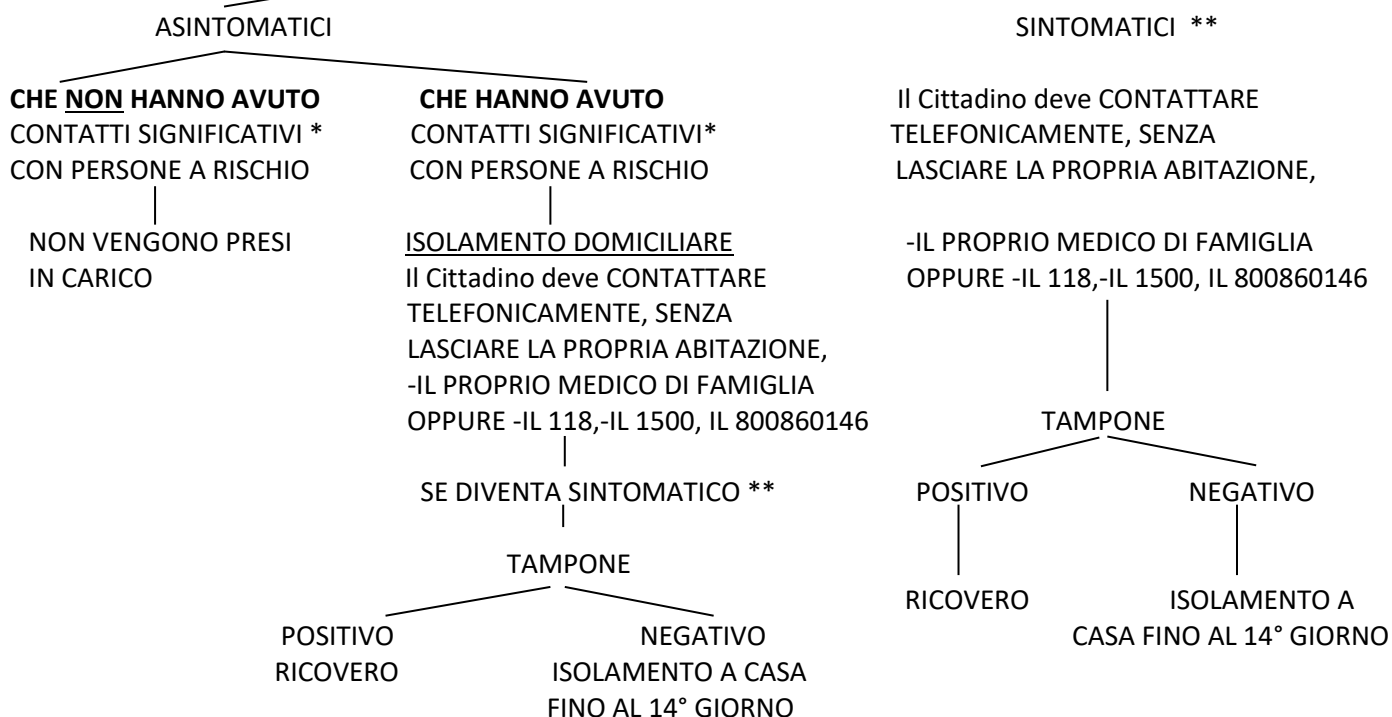 ASINTOMATICI
SINTOMATICI **
CHE NON HANNO AVUTO
CONTATTI SIGNIFICATIVI *
CON PERSONE A RISCHIO
NON VENGONO PRESI
IN CARICO
CHE HANNO AVUTO
CONTATTI SIGNIFICATIVI*
CON PERSONE A RISCHIO
ISOLAMENTO DOMICILIARE
Il Cittadino deve CONTATTARE
TELEFONICAMENTE, SENZA
LASCIARE LA PROPRIA ABITAZIONE,
-IL PROPRIO MEDICO DI FAMIGLIA
OPPURE -IL 118,-IL 1500, IL 800860146
SE DIVENTA SINTOMATICO **
TAMPONE
POSITIVO
RICOVERO
NEGATIVO
ISOLAMENTO A CASA
FINO AL 14° GIORNO
Il Cittadino deve CONTATTARE
TELEFONICAMENTE, SENZA
LASCIARE LA PROPRIA ABITAZIONE,
-IL PROPRIO MEDICO DI FAMIGLIA
OPPURE -IL 118,-IL 1500, IL 800860146
TAMPONE
POSITIVO
RICOVERO
NEGATIVO
ISOLAMENTO A
CASA FINO AL 14° GIORNO